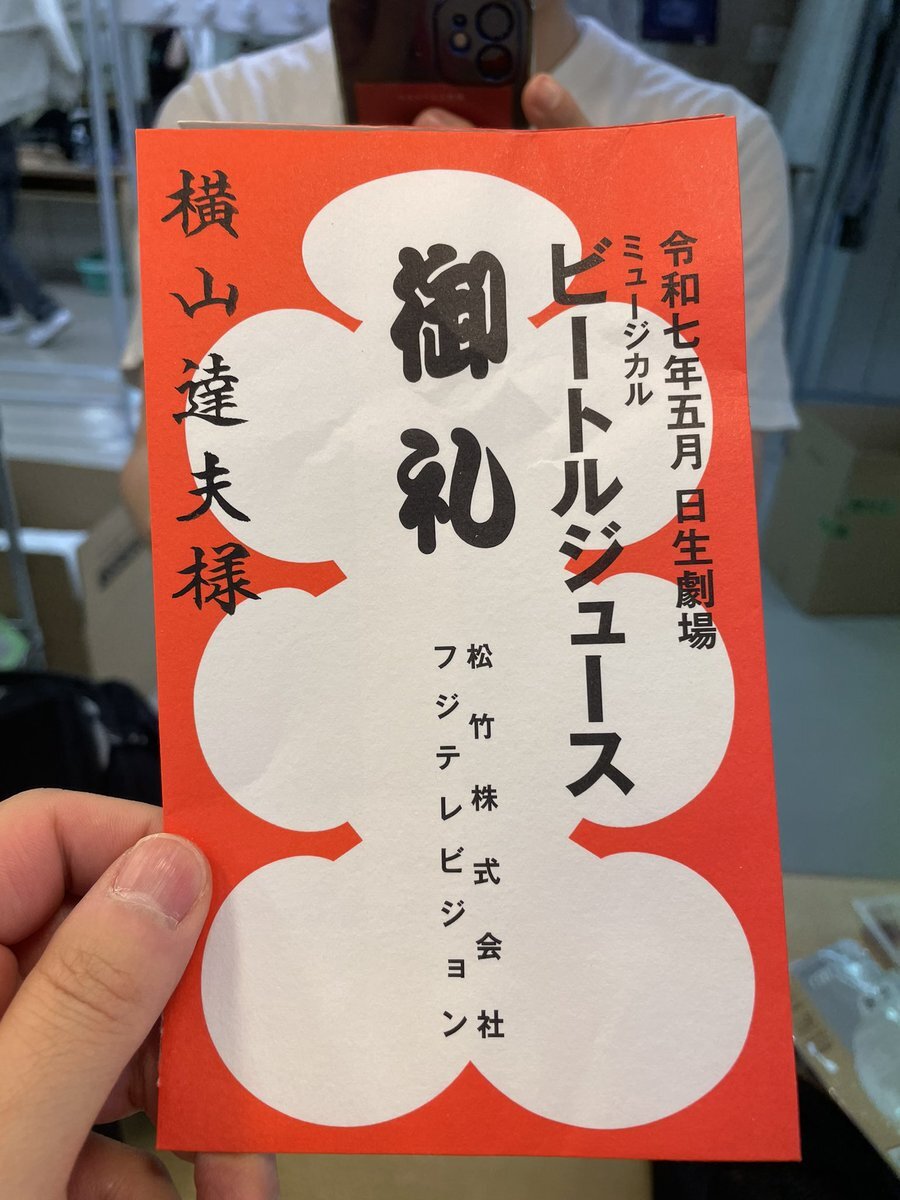 令和七年五月 日生劇場
ミュージカル
ビートルジュース
御礼
松竹株式会社
フジテレビジョン
横山達夫様